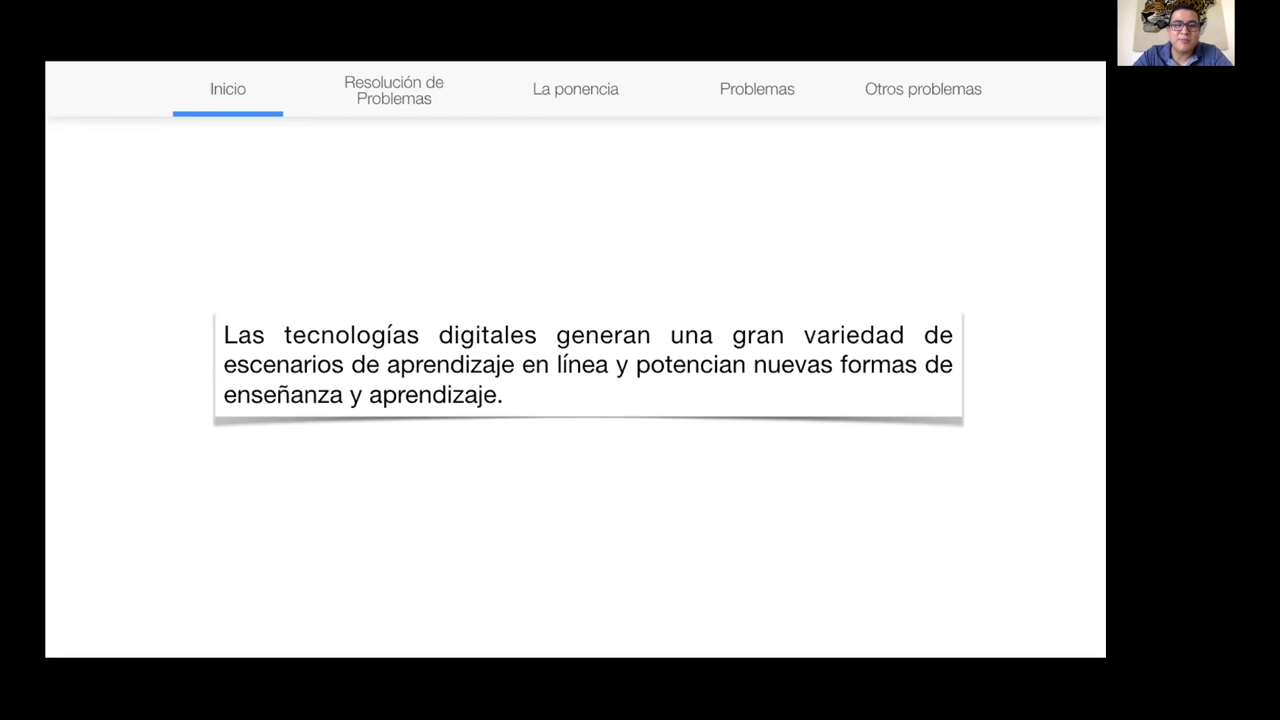 Inicio
Resolución de
Problemas
La ponencia
Problemas
Otros problemas
Las tecnologías digitales generan una gran variedad de
escenarios de aprendizaje en línea y potencian nuevas formas de
enseñanza y aprendizaje.